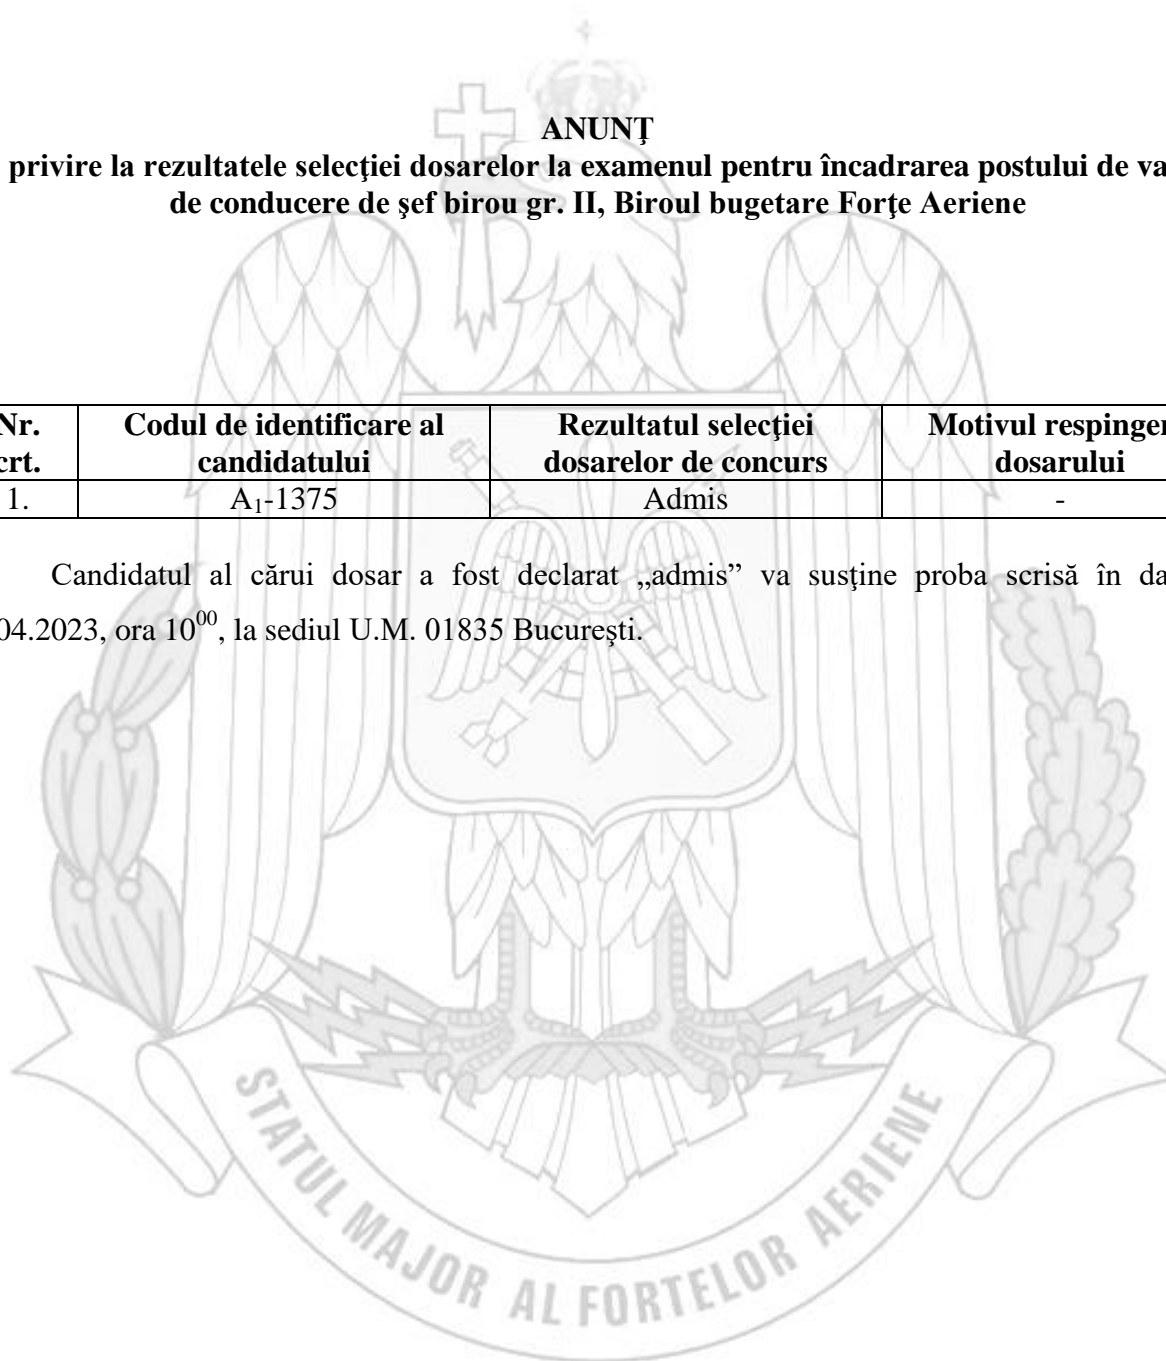 ANUNŢ
privire la rezultatele selecţiei dosarelor la examenul pentru încadrarea postului de va
de conducere de şef birou gr. II, Biroul bugetare Forţe Aeriene
Nr. crt. Codul de identificare al candidatului Rezultatul selecţiei dosarelor de concurs Motivul respinger dosarului
1. A₁-1375 Admis -
Candidatul al cărui dosar a fost declarat „admis” va susţine proba scrisă în da
04.2023, ora 10⁰⁰, la sediul U.M. 01835 Bucureşti.
STATUL MAJOR AL FORTELOR AERIENE